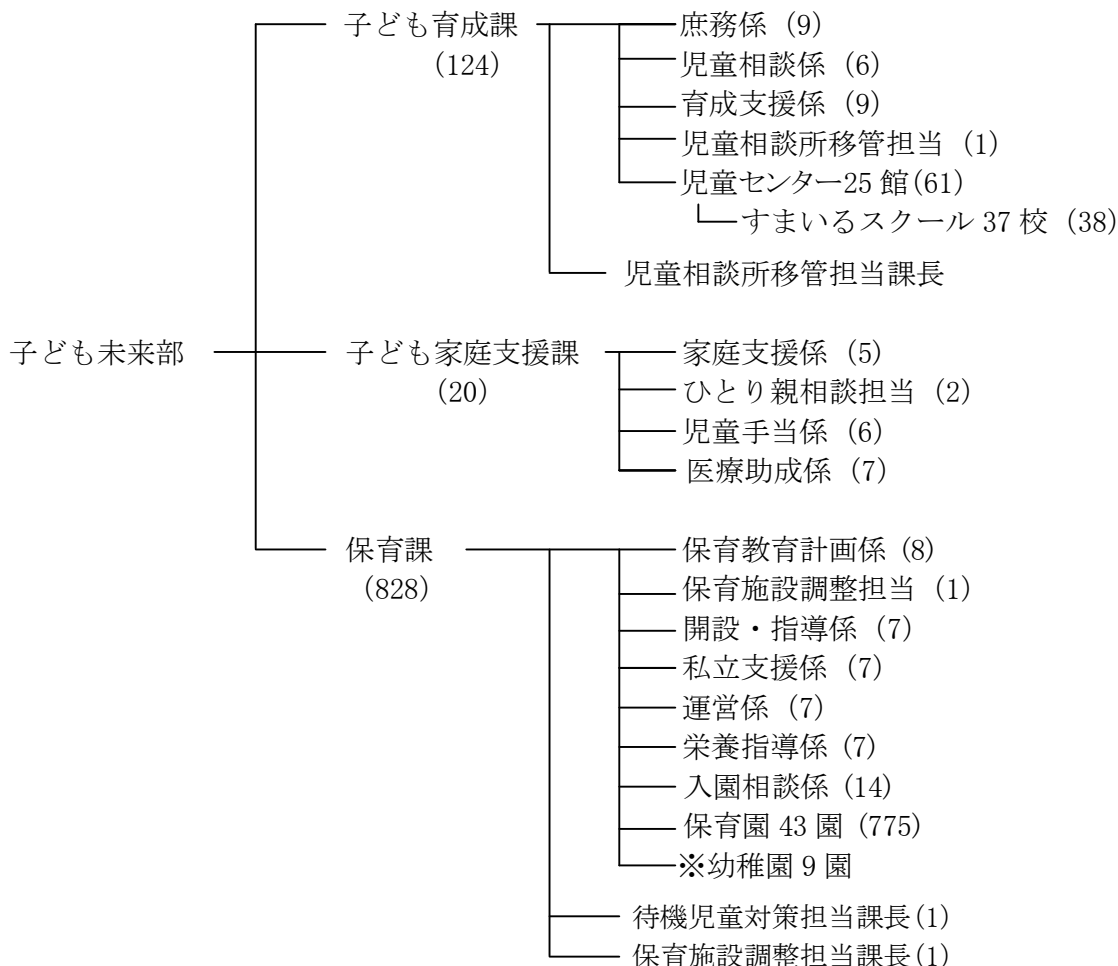 子ども未来部
子ども育成課
(124)
庶務係 (9)
児童相談係 (6)
育成支援係 (9)
児童相談所移管担当 (1)
児童センター25 館(61)
すまいるスクール 37 校 (38)
児童相談所移管担当課長
子ども家庭支援課
(20)
家庭支援係 (5)
ひとり親相談担当 (2)
児童手当係 (6)
医療助成係 (7)
保育課
(828)
保育教育計画係 (8)
保育施設調整担当 (1)
開設・指導係 (7)
私立支援係 (7)
運営係 (7)
栄養指導係 (7)
入園相談係 (14)
保育園 43 園 (775)
※幼稚園 9 園
待機児童対策担当課長(1)
保育施設調整担当課長(1)